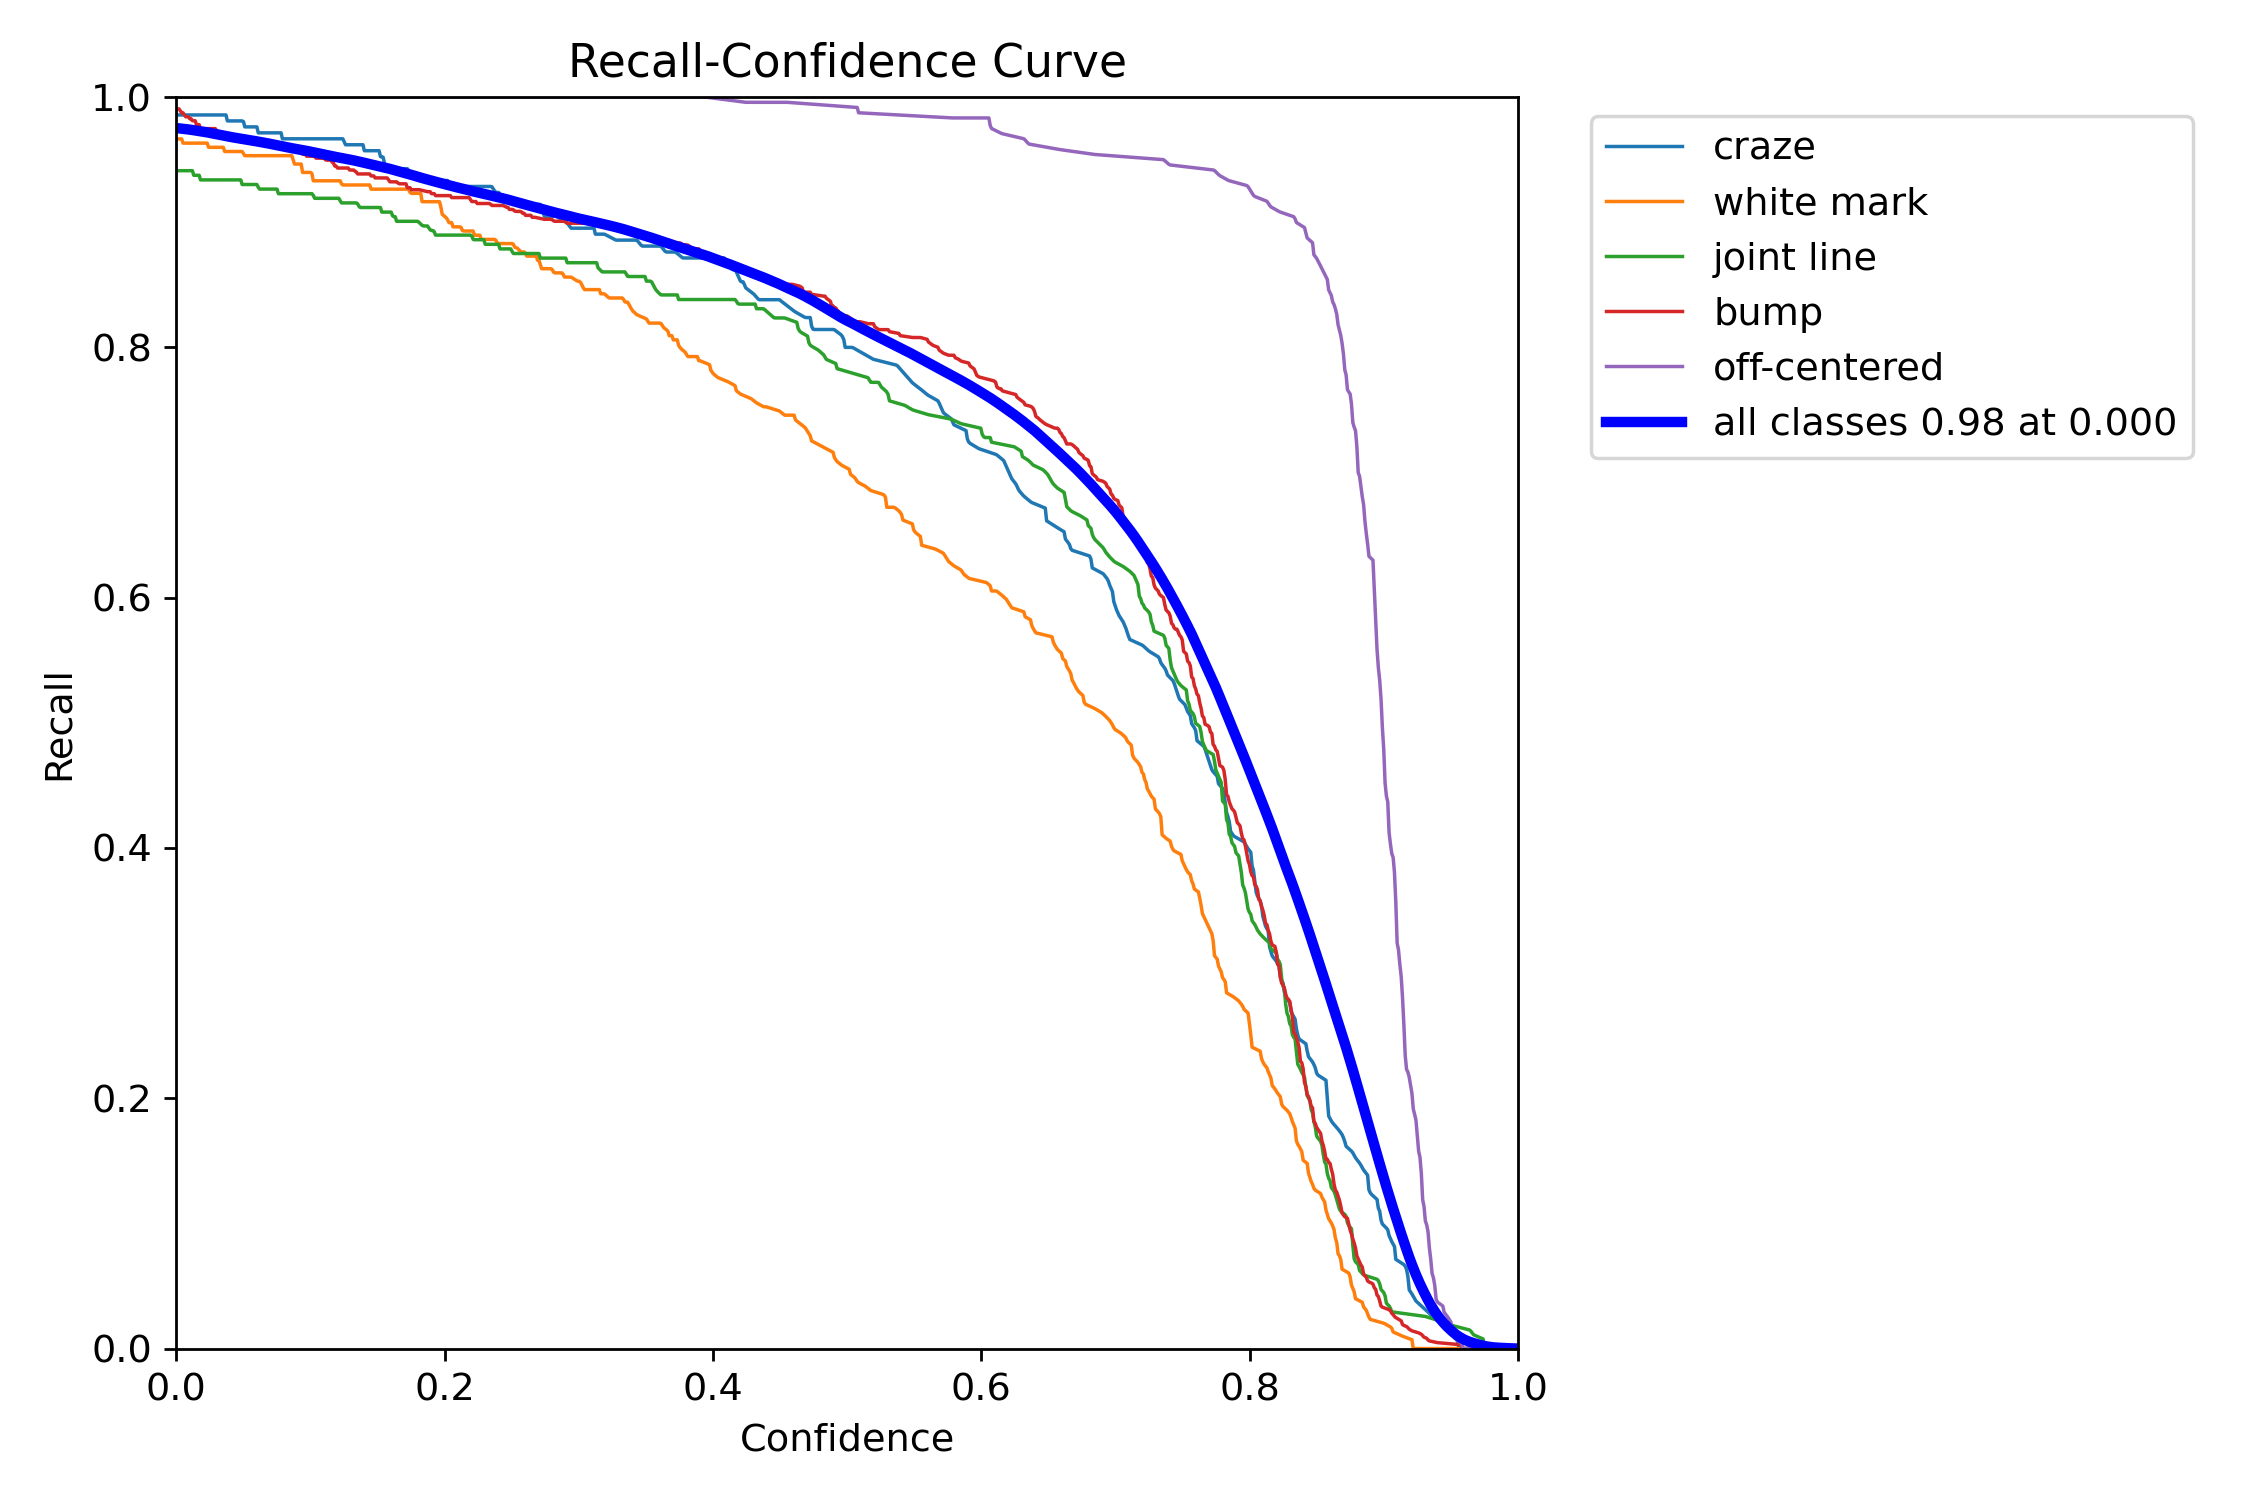 Recall-Confidence Curve
1.0
0.8
0.6
0.4
0.2
0.0
Recall
0.0 0.2 0.4 0.6 0.8 1.0
Confidence
craze
white mark
joint line
bump
off-centered
all classes 0.98 at 0.000